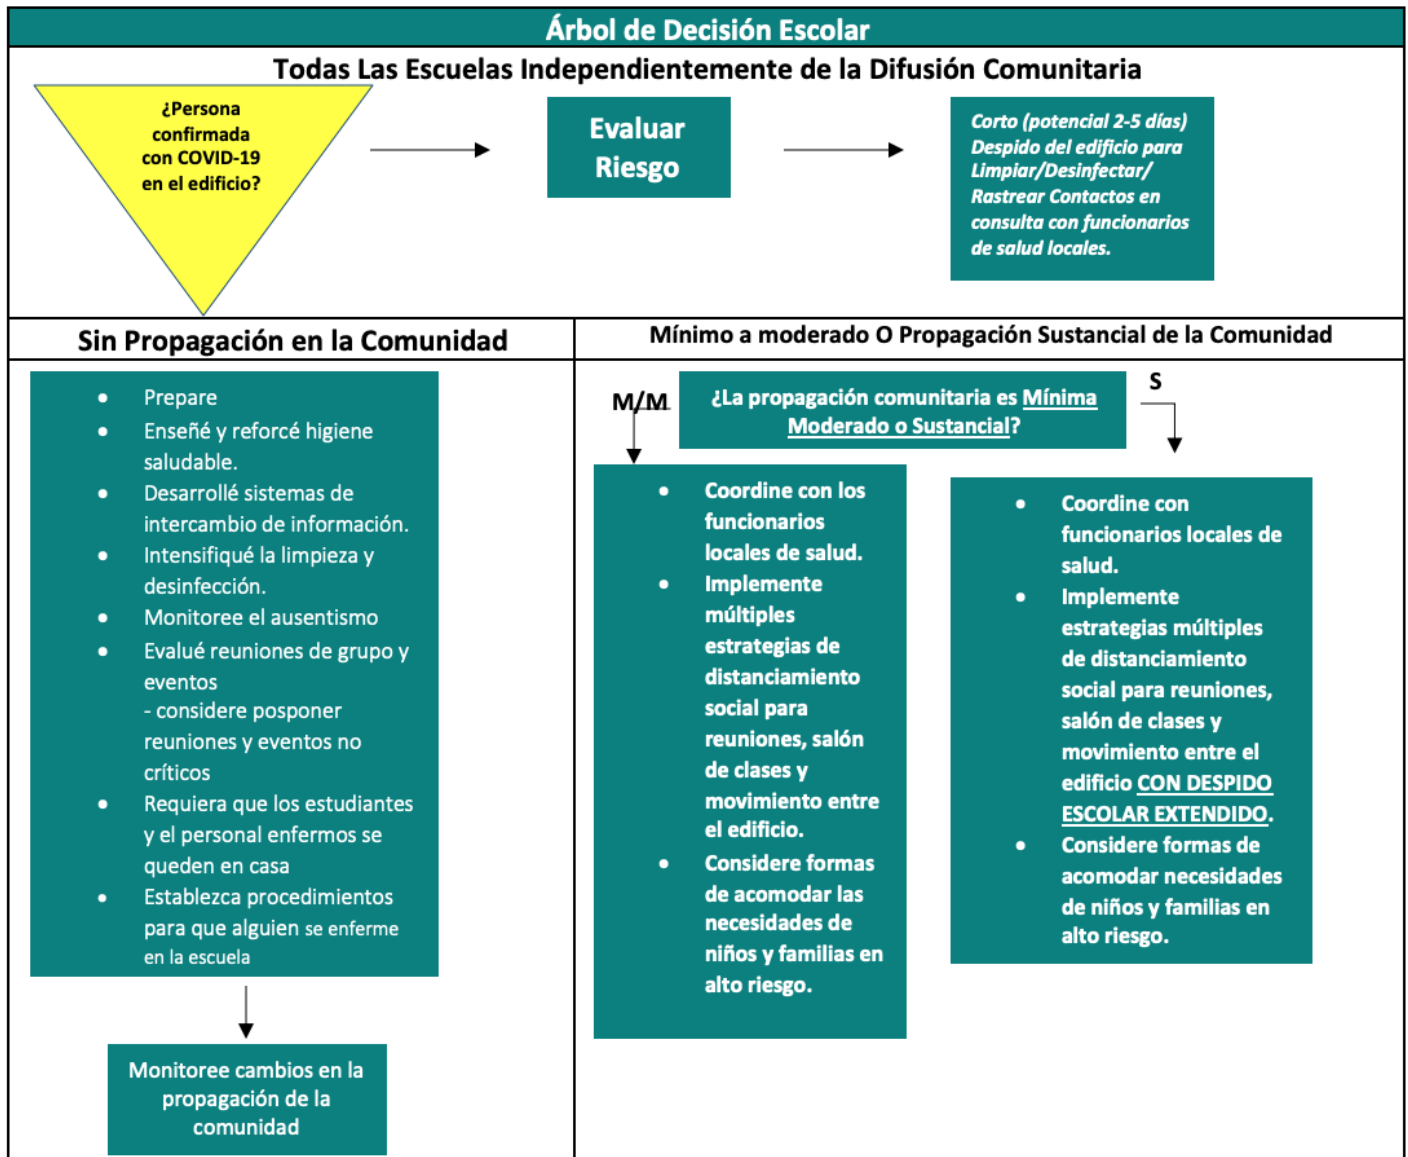 Árbol de Decisión Escolar
Todas Las Escuelas Independientemente de la Difusión Comunitaria
¿Persona
confirmada
con COVID-19
en el edificio?
Evaluar
Riesgo
Corto (potencial 2-5 días)
Despido del edificio para
Limpiar/Desinfectar/
Rastrear Contactos en
consulta con funcionarios
de salud locales.
Sin Propagación en la Comunidad
• Prepare
• Enseñé y reforcé higiene
saludable.
• Desarrollé sistemas de
intercambio de información.
• Intensifiqué la limpieza y
desinfección.
• Monitoree el ausentismo
• Evalué reuniones de grupo y
eventos
- considere posponer
reuniones y eventos no
críticos
• Requiera que los estudiantes
y el personal enfermos se
queden en casa
• Establezca procedimientos
para que alguien se enferme
en la escuela
Monitoree cambios en la
propagación de la
comunidad
Mínimo a moderado O Propagación Sustancial de la Comunidad
M/M
¿La propagación comunitaria es Mínima
Moderado o Sustancial?
S
• Coordine con los
funcionarios
locales de salud.
• Implemente
múltiples
estrategias de
distanciamiento
social para
reuniones, salón
de clases y
movimiento entre
el edificio.
• Considere formas
de acomodar las
necesidades de
niños y familias en
alto riesgo.
• Coordine con
funcionarios locales de
salud.
• Implemente
estrategias múltiples
de distanciamiento
social para reuniones,
salón de clases y
movimiento entre el
edificio CON DESPIDO
ESCOLAR EXTENDIDO.
• Considere formas de
acomodar necesidades
de niños y familias en
alto riesgo.